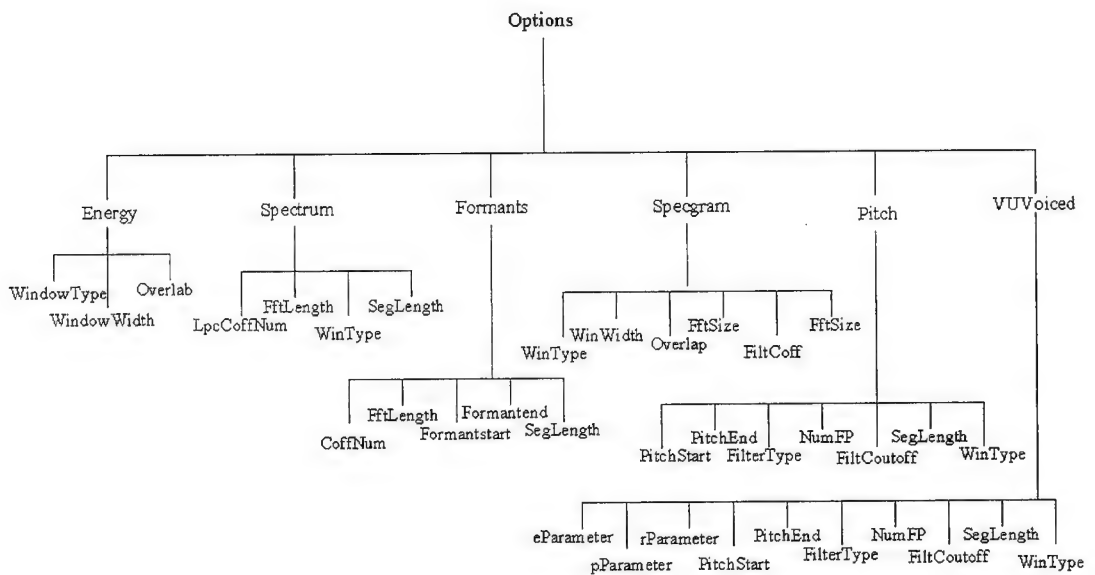 Options
Energy
Spectrum
Formants
Specgram
Pitch
VUVoiced
WindowType
WindowWidth
Overlab
LpcCoffNum
FftLength
WinType
SegLength
WinType
WinWidth
Overlap
FftSize
FiltCoff
FftSize
CoffNum
FftLength
Formantstart
Formantend
SegLength
PitchStart
PitchEnd
FilterType
NumFP
FiltCoutoff
SegLength
WinType
eParameter
pParameter
rParameter
PitchStart
PitchEnd
FilterType
NumFP
FiltCoutoff
SegLength
WinType